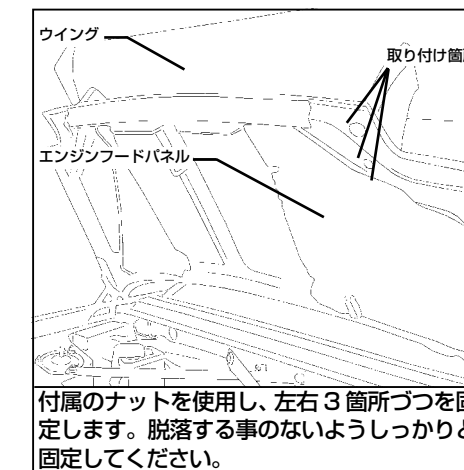 ウイング
取り付け箇
エンジンフードパネル
付属のナットを使用し、左右3箇所づつを固
定します。脱落する事のないようしっかりと
固定してください。